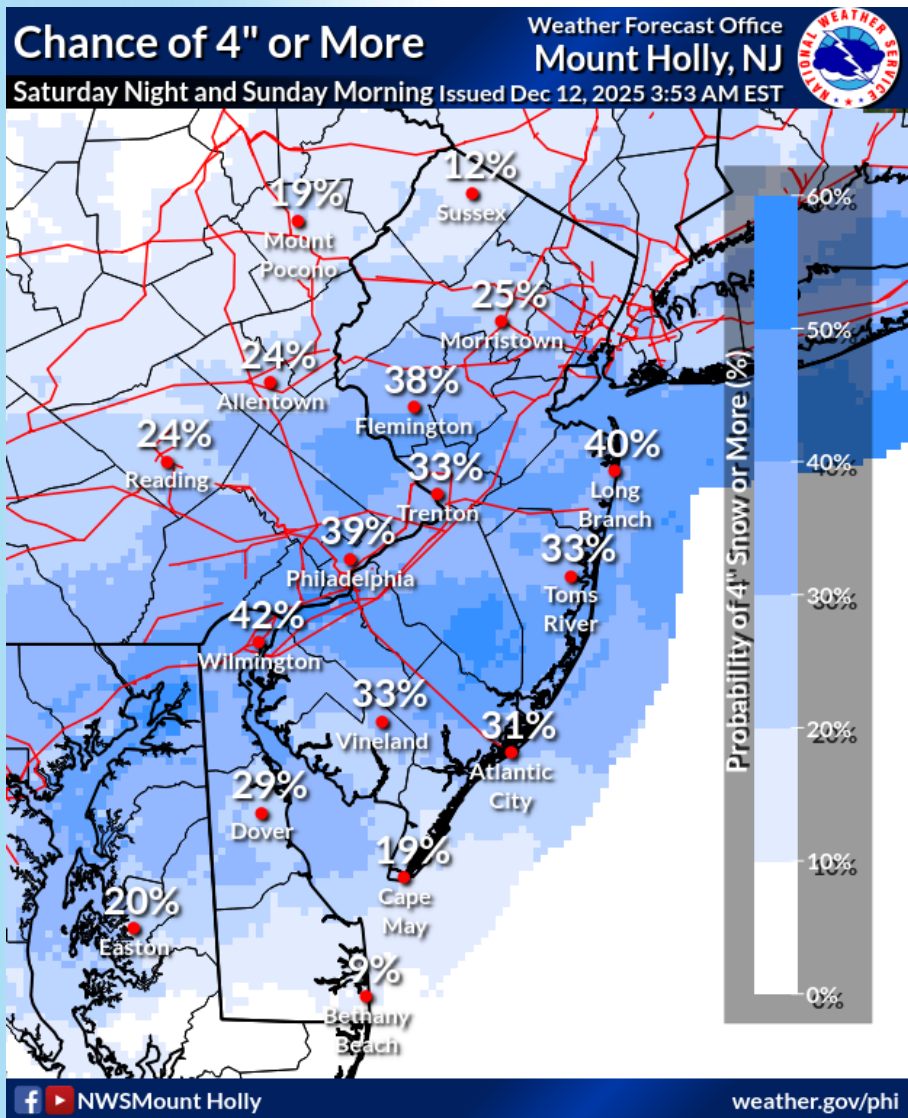 Chance of 4" or More
Weather Forecast Office
Mount Holly, NJ
Saturday Night and Sunday Morning
Issued Dec 12, 2025 3:53 AM EST
NATIONAL WEATHER SERVICE
12%
Sussex
19%
Mount
Pocono
25%
Morristown
24%
Allentown
38%
Flemington
24%
Reading
40%
Long
Branch
33%
Trenton
39%
Philadelphia
33%
Toms
River
42%
Wilmington
33%
Vineland
31%
Atlantic
City
29%
Dover
19%
Cape
May
20%
Easton
9%
Bethany
Beach
Probability of 4" Snow or More (%)
60%
50%
40%
30%
20%
10%
0%
NWSMount Holly
weather.gov/phi